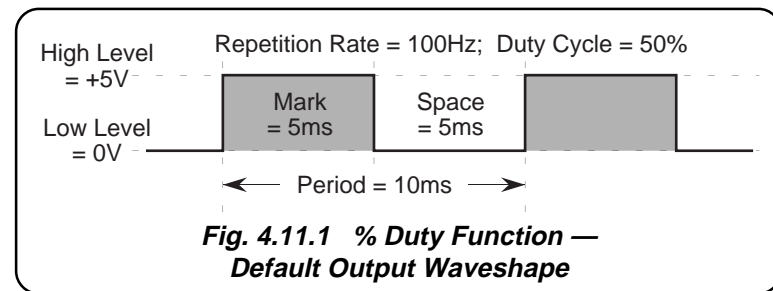 Repetition Rate = 100Hz; Duty Cycle = 50%
High Level
= +5V
Mark
= 5ms
Space
= 5ms
Low Level
= 0V
Period = 10ms
Fig. 4.11.1 % Duty Function —
Default Output Waveshape